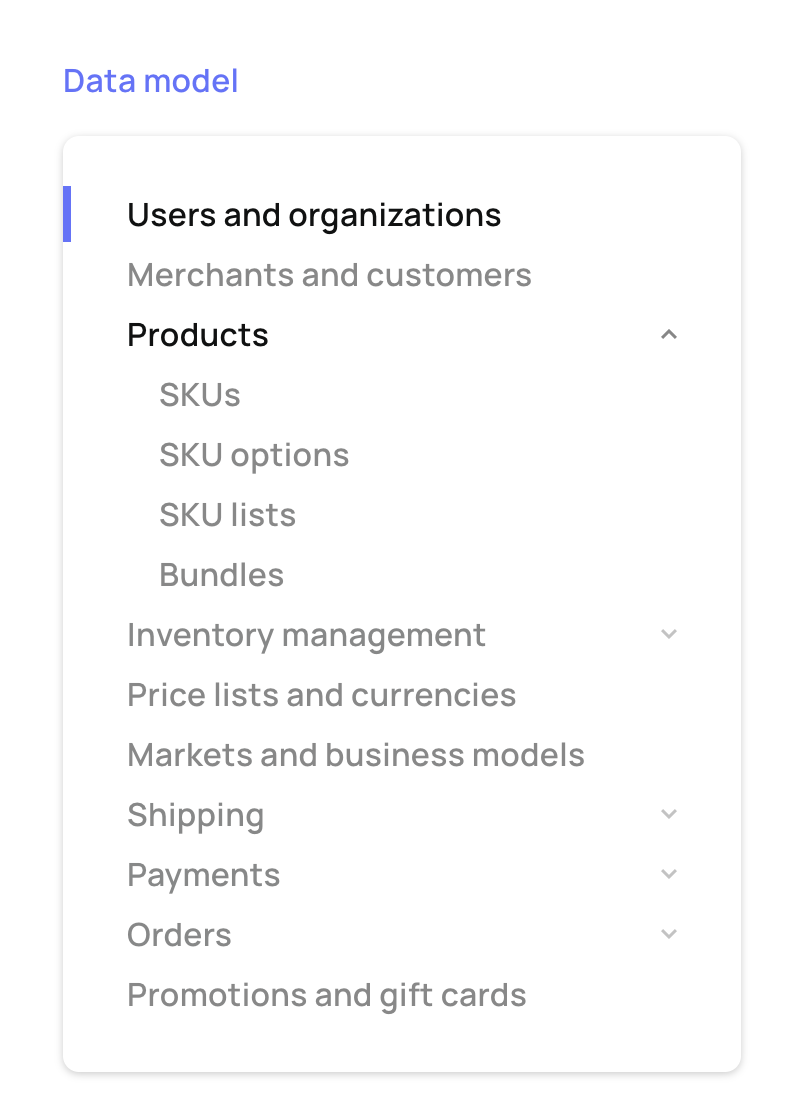 Data model
Users and organizations
Merchants and customers
Products
SKUs
SKU options
SKU lists
Bundles
Inventory management
Price lists and currencies
Markets and business models
Shipping
Payments
Orders
Promotions and gift cards